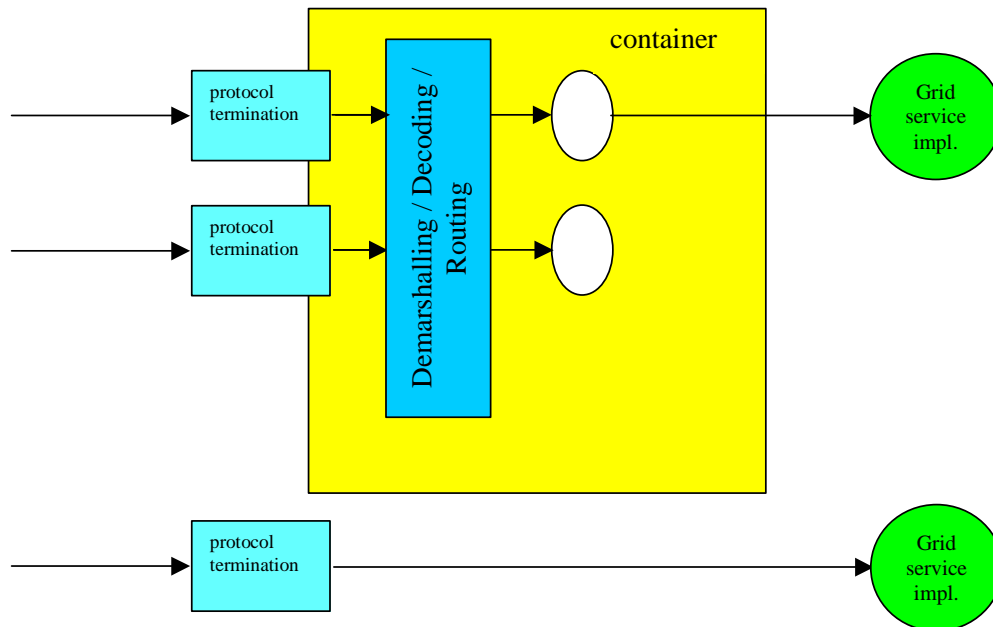 container
protocol
termination
Grid
service
impl.
protocol
termination
Demarshalling / Decoding /
Routing
protocol
termination
Grid
service
impl.